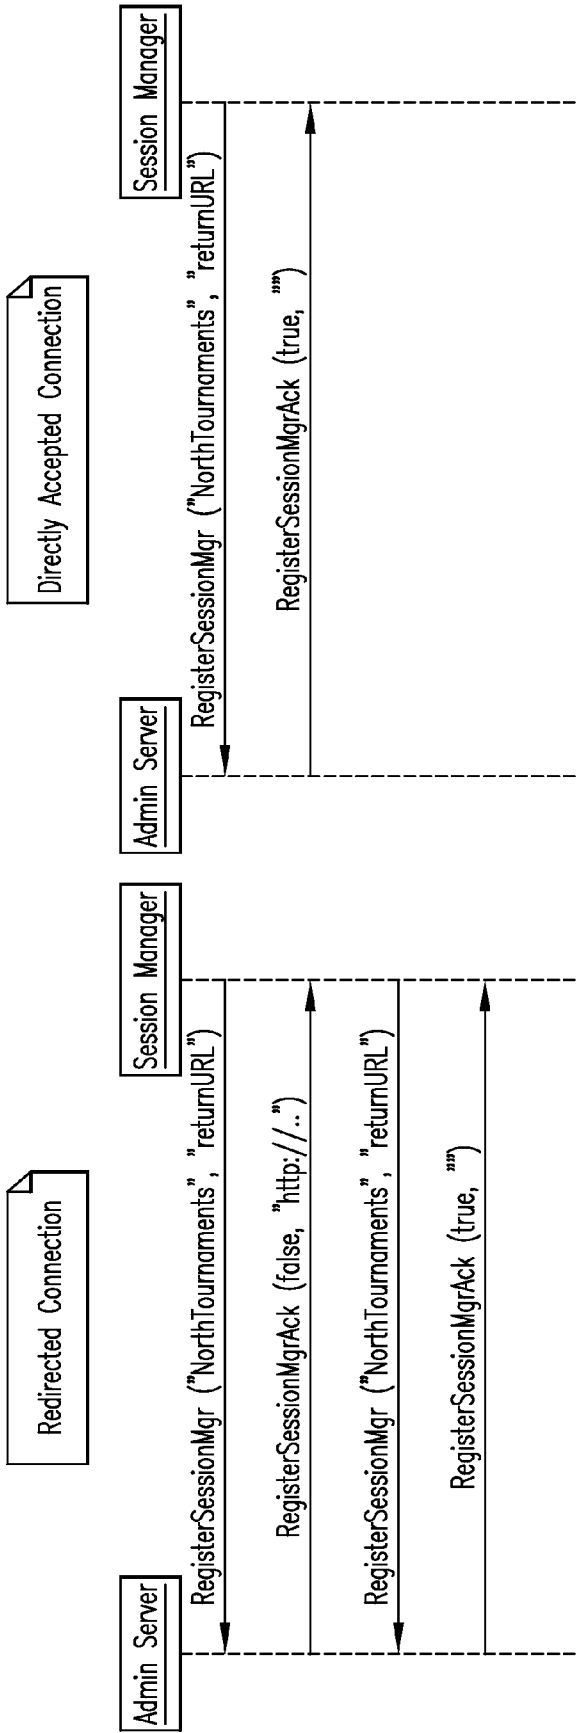 Redirected Connection
Admin Server
Session Manager
RegisterSessionMgr ("NorthTournaments", "returnURL")
RegisterSessionMgrAck (false, "http://..")
RegisterSessionMgr ("NorthTournaments", "returnURL")
RegisterSessionMgrAck (true, "")
Directly Accepted Connection
Admin Server
Session Manager
RegisterSessionMgr ("NorthTournaments", "returnURL")
RegisterSessionMgrAck (true, "")